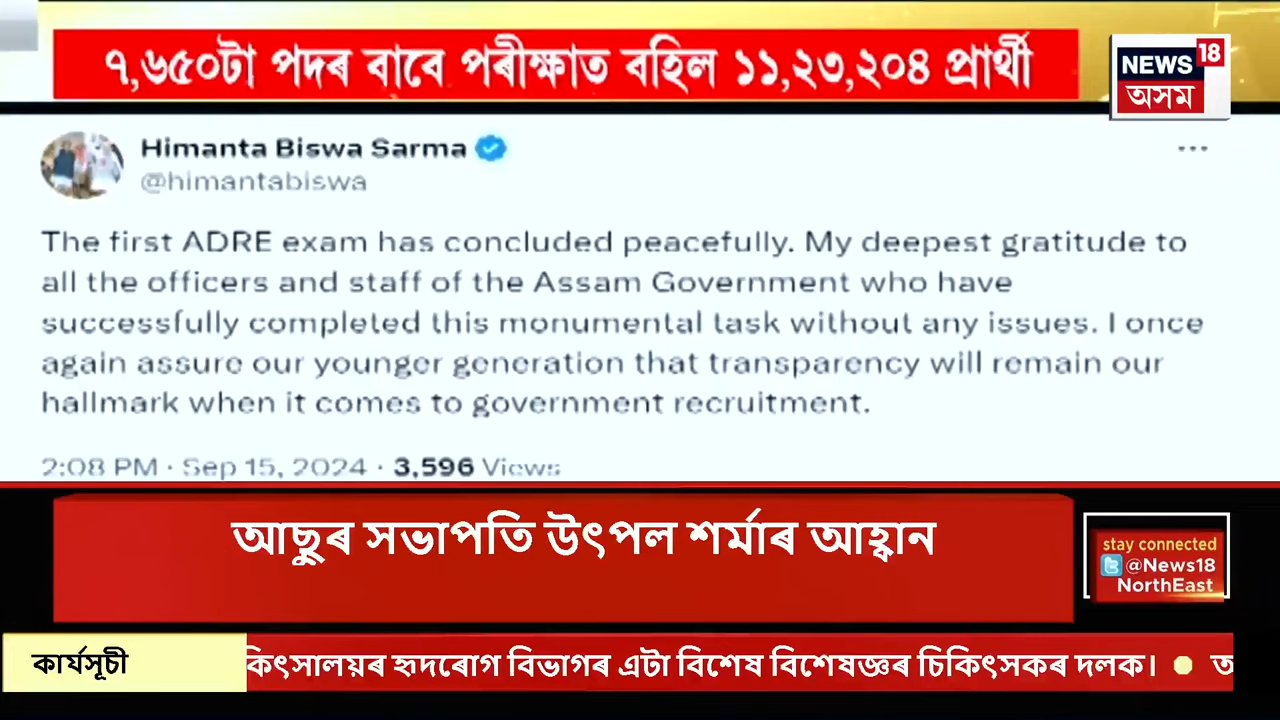 ৭,৬৫০টা পদৰ বাবে পৰীক্ষাত বহিল ১১,২৩,২০৪ প্ৰাৰ্থী
NEWS 18
অসম
Himanta Biswa Sarma
@himantabiswa
The first ADRE exam has concluded peacefully. My deepest gratitude to
all the officers and staff of the Assam Government who have
successfully completed this monumental task without any issues. I once
again assure our younger generation that transparency will remain our
hallmark when it comes to government recruitment.
2:08 PM · Sep 15, 2024 · 3,596 Views
আছুৰ সভাপতি উৎপল শৰ্মাৰ আহ্বান
stay connected
@News18
NorthEast
কাৰ্যসূচী
কিৎসালয়ৰ হৃদৰোগ বিভাগৰ এটা বিশেষ বিশেষজ্ঞৰ চিকিৎসকৰ দলক।